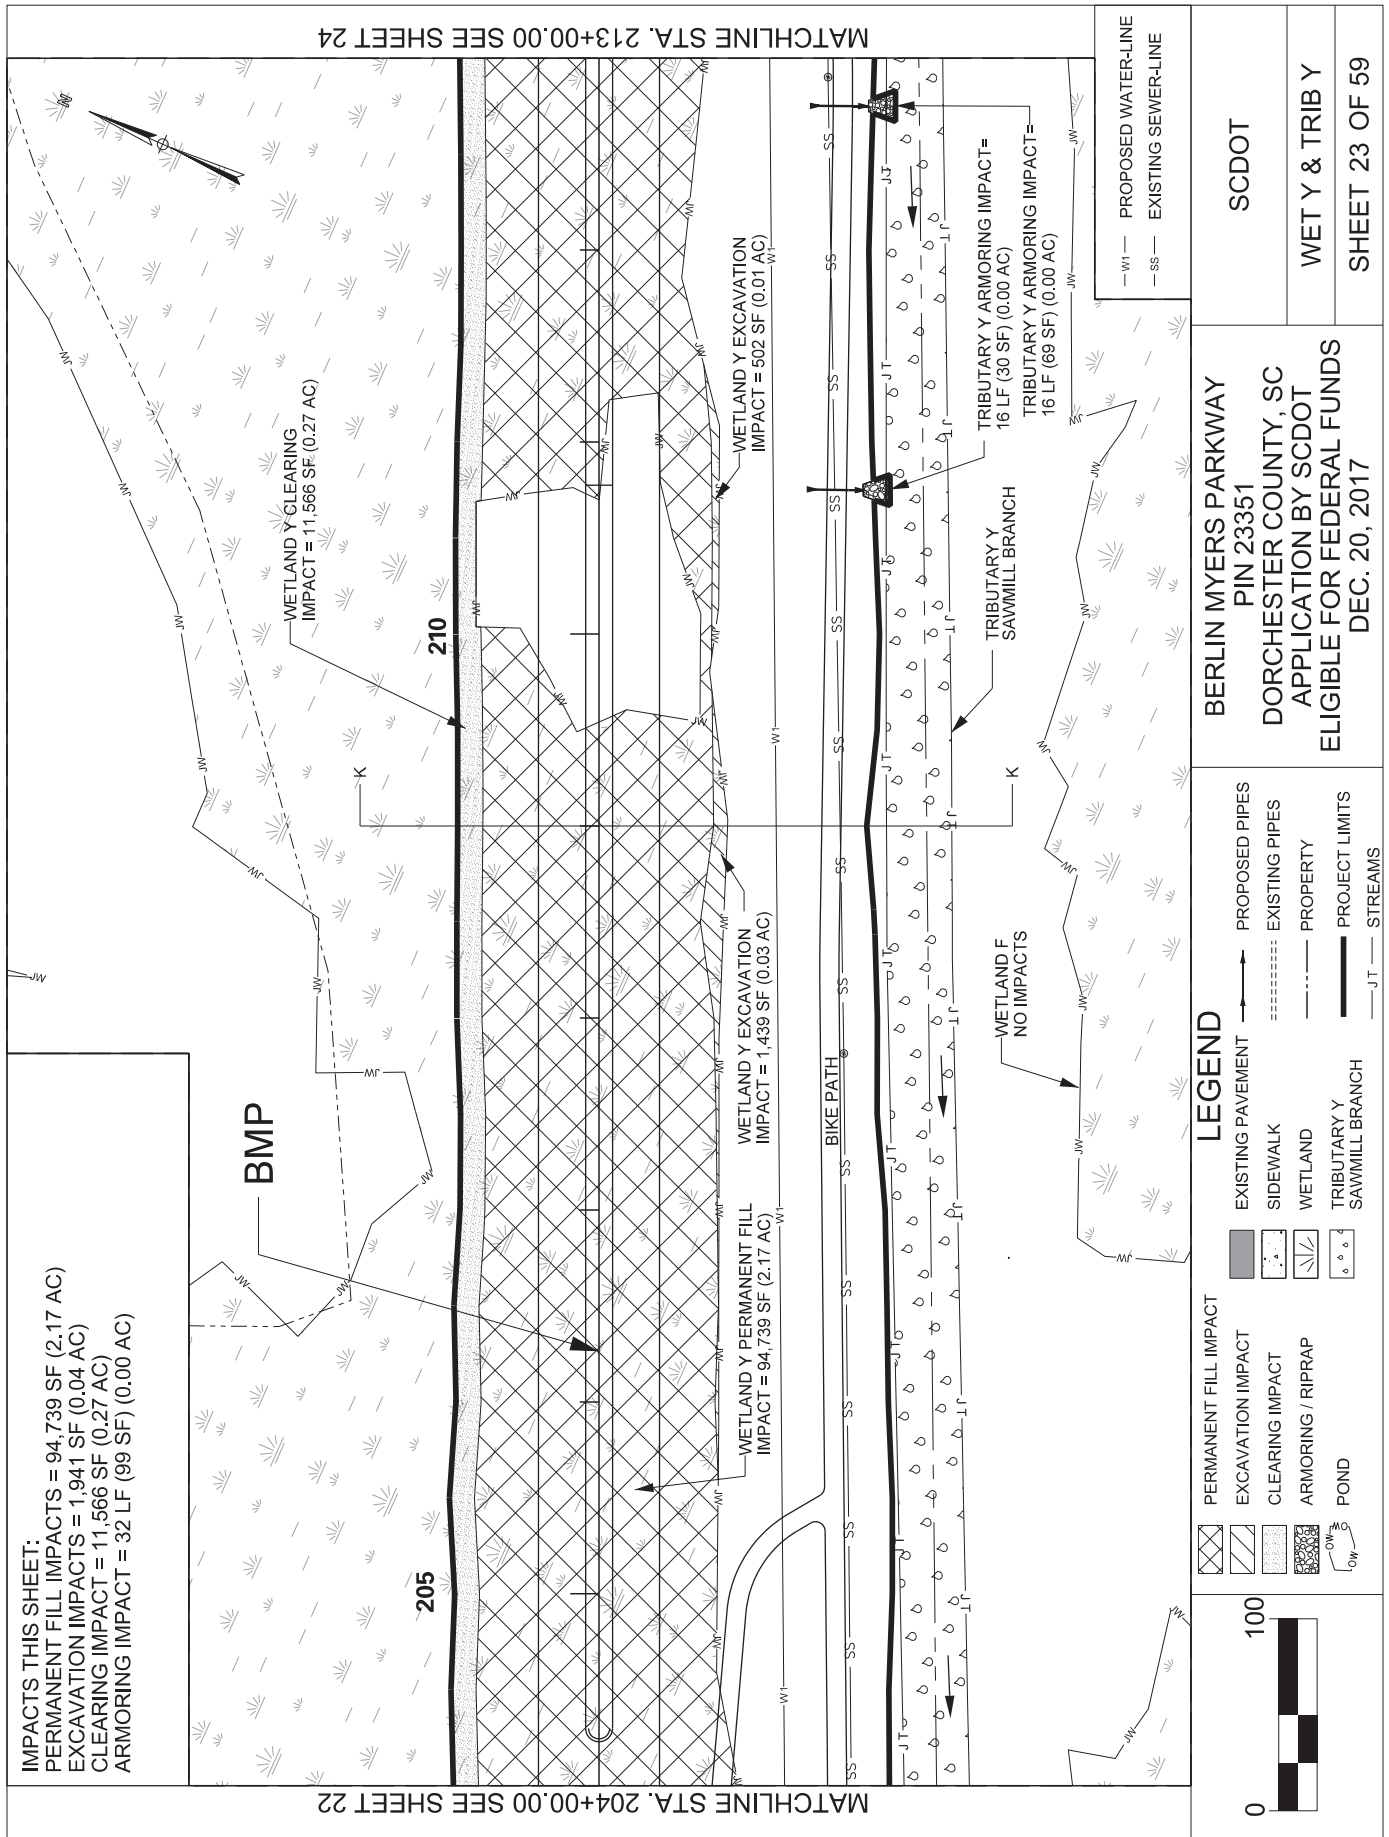 IMPACTS THIS SHEET:
PERMANENT FILL IMPACTS = 94,739 SF (2.17 AC)
EXCAVATION IMPACTS = 1,941 SF (0.04 AC)
CLEARING IMPACT = 11,566 SF (0.27 AC)
ARMORING IMPACT = 32 LF (99 SF) (0.00 AC)
BMP
205
210
N
MATCHLINE STA. 204+00.00 SEE SHEET 22
MATCHLINE STA. 213+00.00 SEE SHEET 24
WETLAND Y CLEARING
IMPACT = 11,566 SF (0.27 AC)
K
K
WETLAND Y PERMANENT FILL
IMPACT = 94,739 SF (2.17 AC)
WETLAND Y EXCAVATION
IMPACT = 1,439 SF (0.03 AC)
WETLAND Y EXCAVATION
IMPACT = 502 SF (0.01 AC)
BIKE PATH
TRIBUTARY Y ARMORING IMPACT=
16 LF (30 SF) (0.00 AC)
TRIBUTARY Y ARMORING IMPACT=
16 LF (69 SF) (0.00 AC)
TRIBUTARY Y
SAWMILL BRANCH
WETLAND F
NO IMPACTS
W1 PROPOSED WATER-LINE
SS EXISTING SEWER-LINE
0 100
LEGEND
PERMANENT FILL IMPACT
EXCAVATION IMPACT
CLEARING IMPACT
ARMORING / RIPRAP
OW OW OW POND
EXISTING PAVEMENT
SIDEWALK
WETLAND
TRIBUTARY Y
SAWMILL BRANCH
PROPOSED PIPES
EXISTING PIPES
PROPERTY
PROJECT LIMITS
JT STREAMS
BERLIN MYERS PARKWAY
PIN 23351
DORCHESTER COUNTY, SC
APPLICATION BY SCDOT
ELIGIBLE FOR FEDERAL FUNDS
DEC. 20, 2017
SCDOT
WET Y & TRIB Y
SHEET 23 OF 59